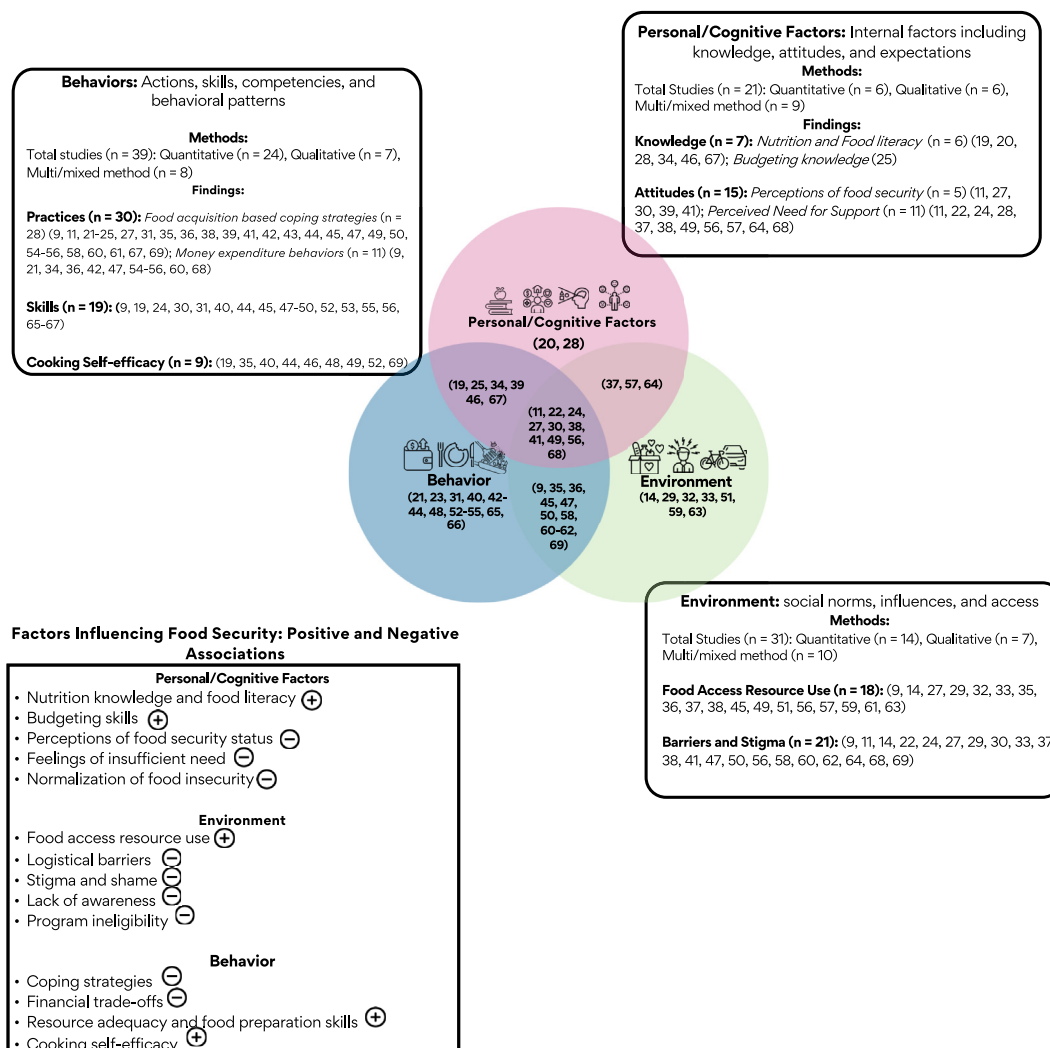 Personal/Cognitive Factors: Internal factors including
knowledge, attitudes, and expectations
Methods:
Total Studies (n = 21): Quantitative (n = 6), Qualitative (n = 6),
Multi/mixed method (n = 9)
Findings:
Knowledge (n = 7): Nutrition and Food literacy (n = 6) (19, 20,
28, 34, 46, 67); Budgeting knowledge (25)
Attitudes (n = 15): Perceptions of food security (n = 5) (11, 27,
30, 39, 41); Perceived Need for Support (n = 11) (11, 22, 24, 28,
37, 38, 49, 56, 57, 64, 68)
Behaviors: Actions, skills, competencies, and
behavioral patterns
Methods:
Total studies (n = 39): Quantitative (n = 24), Qualitative (n = 7),
Multi/mixed method (n = 8)
Findings:
Practices (n = 30): Food acquisition based coping strategies (n =
28) (9, 11, 21-25, 27, 31, 35, 36, 38, 39, 41, 42, 43, 44, 45, 47, 49, 50,
54-56, 58, 60, 61, 67, 69); Money expenditure behaviors (n = 11) (9,
21, 34, 36, 42, 47, 54-56, 60, 68)
Skills (n = 19): (9, 19, 24, 30, 31, 40, 44, 45, 47-50, 52, 53, 55, 56,
65-67)
Cooking Self-efficacy (n = 9): (19, 35, 40, 44, 46, 48, 49, 52, 69)
Personal/Cognitive Factors
(20, 28)
(19, 25, 34, 39
46, 67)
(37, 57, 64)
(11, 22, 24,
27, 30, 38,
41, 49, 56,
68)
Behavior
(21, 23, 31, 40, 42-
44, 48, 52-55, 65,
66)
(9, 35, 36,
45, 47,
50, 58,
60-62,
69)
Environment
(14, 29, 32, 33, 51,
59, 63)
Environment: social norms, influences, and access
Methods:
Total Studies (n = 31): Quantitative (n = 14), Qualitative (n = 7),
Multi/mixed method (n = 10)
Food Access Resource Use (n = 18): (9, 14, 27, 29, 32, 33, 35,
36, 37, 38, 45, 49, 51, 56, 57, 59, 61, 63)
Barriers and Stigma (n = 21): (9, 11, 14, 22, 24, 27, 29, 30, 33, 37
38, 41, 47, 50, 56, 58, 60, 62, 64, 68, 69)
Factors Influencing Food Security: Positive and Negative
Associations
Personal/Cognitive Factors
• Nutrition knowledge and food literacy +
• Budgeting skills +
• Perceptions of food security status −
• Feelings of insufficient need −
• Normalization of food insecurity −
Environment
• Food access resource use +
• Logistical barriers −
• Stigma and shame −
• Lack of awareness −
• Program ineligibility −
Behavior
• Coping strategies −
• Financial trade-offs −
• Resource adequacy and food preparation skills +
• Cooking self-efficacy +